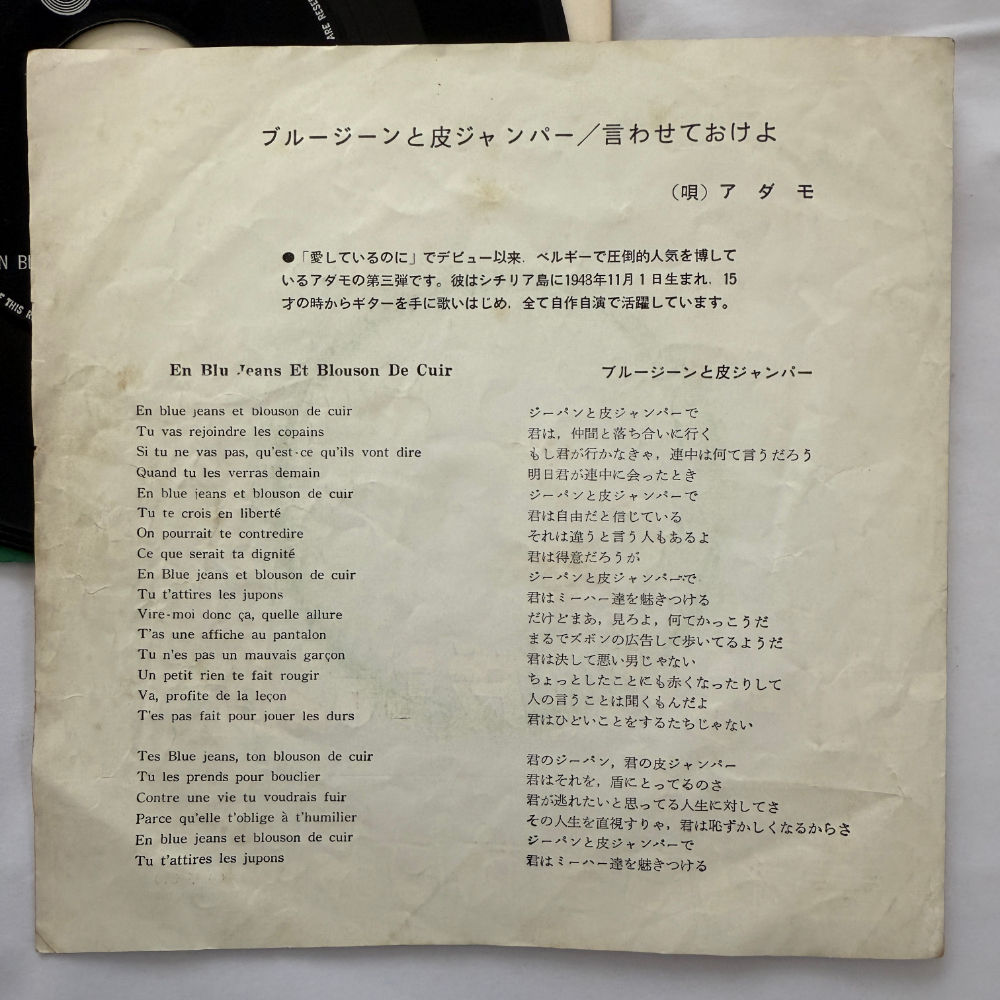 ARE RESE
N BL
THIS R
ブルージーンと皮ジャンパー/言わせておけよ
(唄)アダモ
●「愛しているのに」でデビュー以来,ベルギーで圧倒的人気を博して
いるアダモの第三弾です。彼はシチリア島に1943年11月1日生まれ,15
才の時からギターを手に歌いはじめ,全て自作自演で活躍しています。
En Blu Jeans Et Blouson De Cuir
En blue jeans et blouson de cuir
Tu vas rejoindre les copains
Si tu ne vas pas, qu'est-ce qu'ils vont dire
Quand tu les verras demain
En blue jeans et blouson de cuir
Tu te crois en liberté
On pourrait te contredire
Ce que serait ta dignité
En Blue jeans et blouson de cuir
Tu t'attires les jupons
Vire-moi donc ça, quelle allure
T'as une affiche au pantalon
Tu n'es pas un mauvais garçon
Un petit rien te fait rougir
Va, profite de la leçon
T'es pas fait pour jouer les durs
Tes Blue jeans, ton blouson de cuir
Tu les prends pour bouclier
Contre une vie tu voudrais fuir
Parce qu'elle t'oblige à t'humilier
En blue jeans et blouson de cuir
Tu t'attires les jupons
ブルージーンと皮ジャンパー
ジーパンと皮ジャンパーで
君は,仲間と落ち合いに行く
もし君が行かなきゃ,連中は何て言うだろう
明日君が連中に会ったとき
ジーパンと皮ジャンパーで
君は自由だと信じている
それは違うと言う人もあるよ
君は得意だろうが
ジーパンと皮ジャンパーで
君はミーハー達を魅きつける
だけどまあ,見ろよ,何てかっこうだ
まるでズボンの広告して歩いてるようだ
君は決して悪い男じゃない
ちょっとしたことにも赤くなったりして
人の言うことは聞くもんだよ
君はひどいことをするたちじゃない
君のジーパン,君の皮ジャンパー
君はそれを,盾にとってるのさ
君が逃れたいと思ってる人生に対してさ
その人生を直視すりゃ,君は恥ずかしくなるからさ
ジーパンと皮ジャンパーで
君はミーハー達を魅きつける